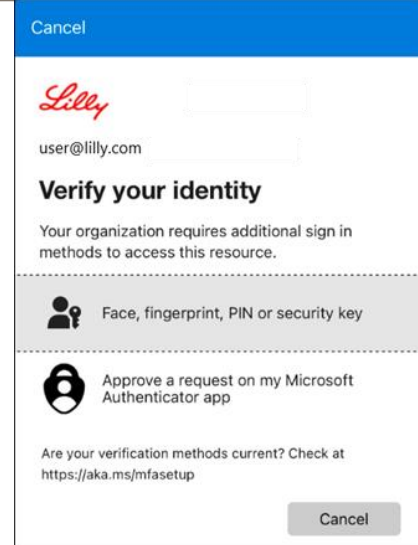 Cancel
Lilly
user@lilly.com
Verify your identity
Your organization requires additional sign in
methods to access this resource.
Face, fingerprint, PIN or security key
Approve a request on my Microsoft
Authenticator app
Are your verification methods current? Check at
https://aka.ms/mfasetup
Cancel